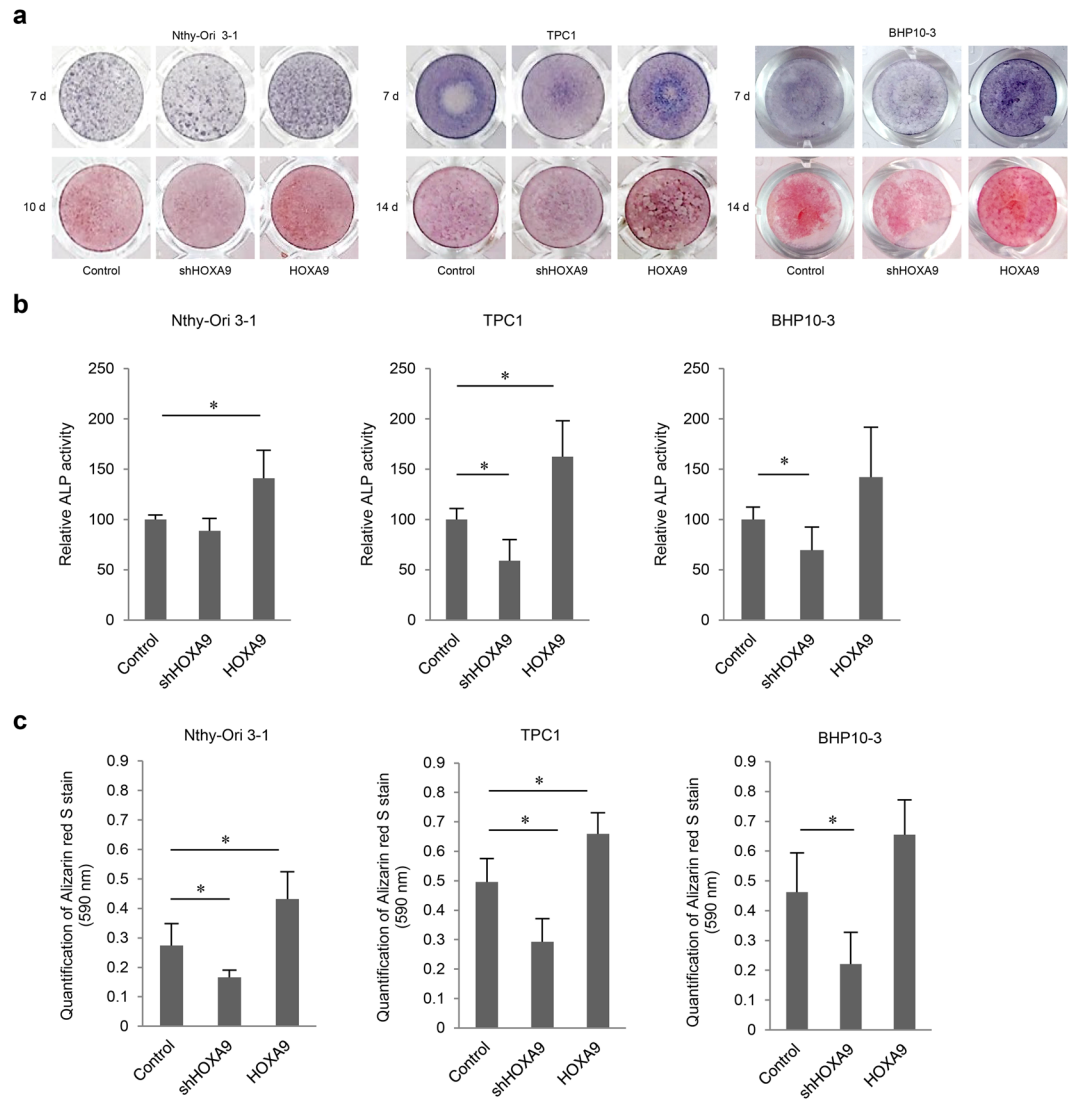 a
Nthy-Ori 3-1
TPC1
BHP10-3
7 d
7 d
7 d
10 d
14 d
14 d
Control
shHOXA9
HOXA9
Control
shHOXA9
HOXA9
Control
shHOXA9
HOXA9
b
Nthy-Ori 3-1
Relative ALP activity
250
200
150
100
50
0
*
Control
shHOXA9
HOXA9
TPC1
Relative ALP activity
250
200
150
100
50
0
*
*
Control
shHOXA9
HOXA9
BHP10-3
Relative ALP activity
250
200
150
100
50
0
*
Control
shHOXA9
HOXA9
c
Nthy-Ori 3-1
Quantification of Alizarin red S stain
(590 nm)
0.9
0.8
0.7
0.6
0.5
0.4
0.3
0.2
0.1
0
*
*
Control
shHOXA9
HOXA9
TPC1
Quantification of Alizarin red S stain
(590 nm)
0.9
0.8
0.7
0.6
0.5
0.4
0.3
0.2
0.1
0
*
*
Control
shHOXA9
HOXA9
BHP10-3
Quantification of Alizarin red S stain
(590 nm)
0.9
0.8
0.7
0.6
0.5
0.4
0.3
0.2
0.1
0
*
Control
shHOXA9
HOXA9